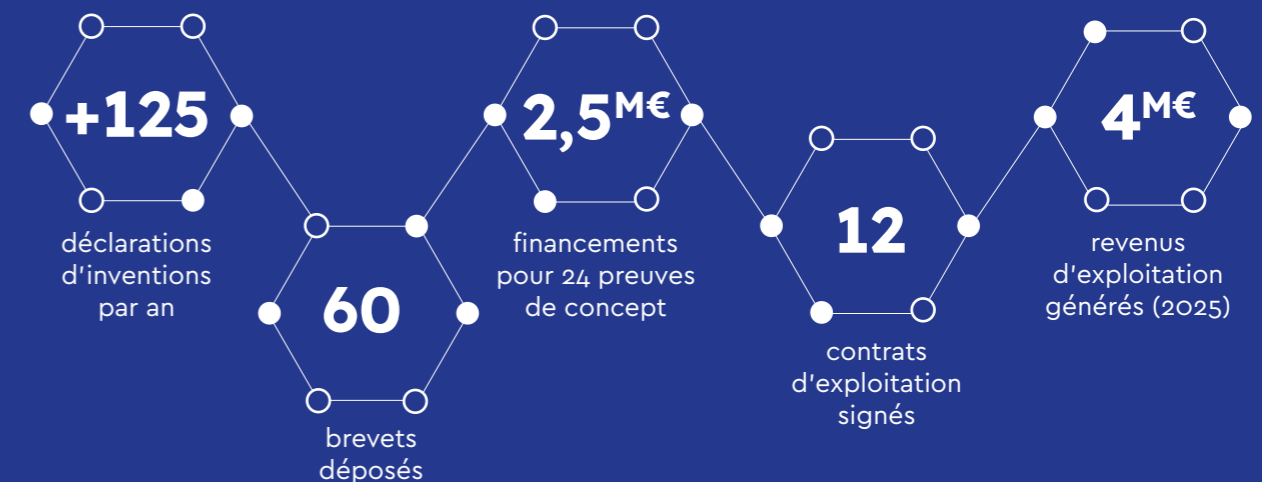 +125
déclarations
d'inventions
par an
60
brevets
déposés
2,5M€
financements
pour 24 preuves
de concept
12
contrats
d'exploitation
signés
4M€
revenus
d'exploitation
générés (2025)